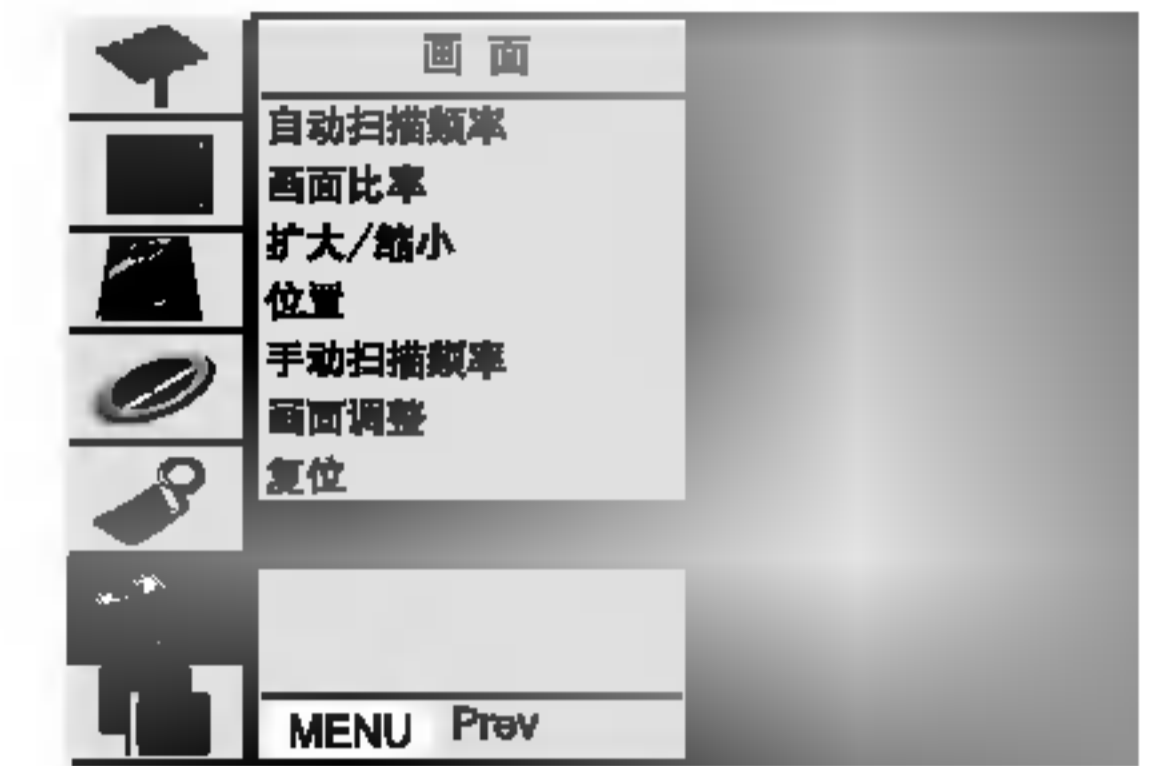 画 面
自动扫描频率
画面比率
扩大/缩小
位置
手动扫描频率
画面调整
复位
MENU Prev